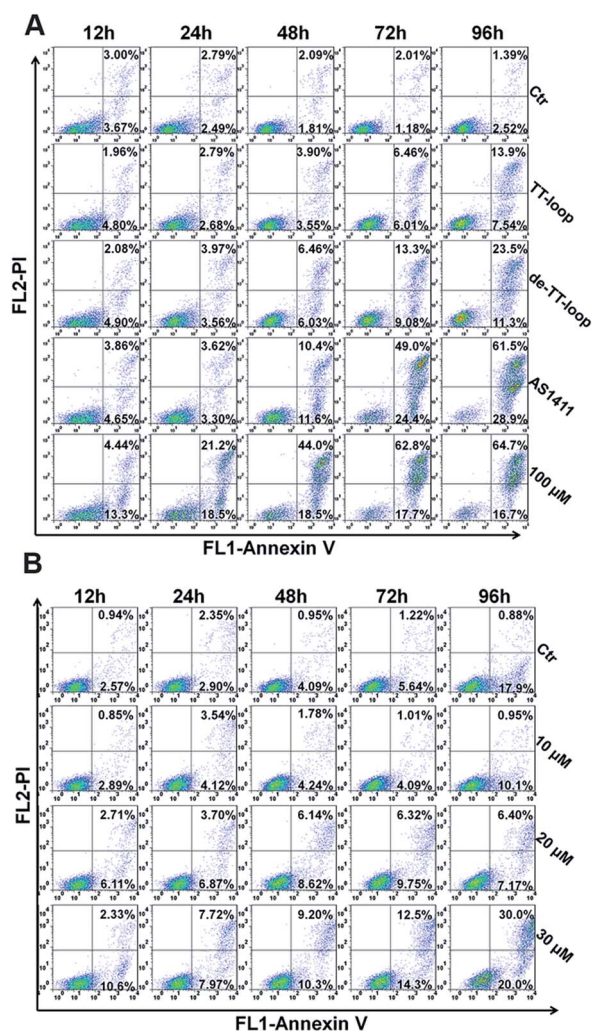 A
12h 24h 48h 72h 96h
3.00% 2.79% 2.09% 2.01% 1.39%
3.67% 2.49% 1.81% 1.18% 2.52%
Ctr
1.96% 2.79% 3.90% 6.46% 13.9%
4.80% 2.68% 3.55% 6.01% 7.54%
TT-loop
2.08% 3.97% 6.46% 13.3% 23.5%
4.90% 3.56% 6.03% 9.08% 11.3%
de-TT-loop
3.86% 3.62% 10.4% 49.0% 61.5%
4.65% 3.30% 11.6% 24.4% 28.9%
AS1411
4.44% 21.2% 44.0% 62.8% 64.7%
13.3% 18.5% 18.5% 17.7% 16.7%
100 μM
FL2-PI
FL1-Annexin V
B
12h 24h 48h 72h 96h
0.94% 2.35% 0.95% 1.22% 0.88%
2.57% 2.90% 4.09% 5.64% 17.9%
Ctr
0.85% 3.54% 1.78% 1.01% 0.95%
2.89% 4.12% 4.24% 4.09% 10.1%
10 μM
2.71% 3.70% 6.14% 6.32% 6.40%
6.11% 6.87% 8.62% 9.75% 7.17%
20 μM
2.33% 7.72% 9.20% 12.5% 30.0%
10.6% 7.97% 10.3% 14.3% 20.0%
30 μM
FL2-PI
FL1-Annexin V